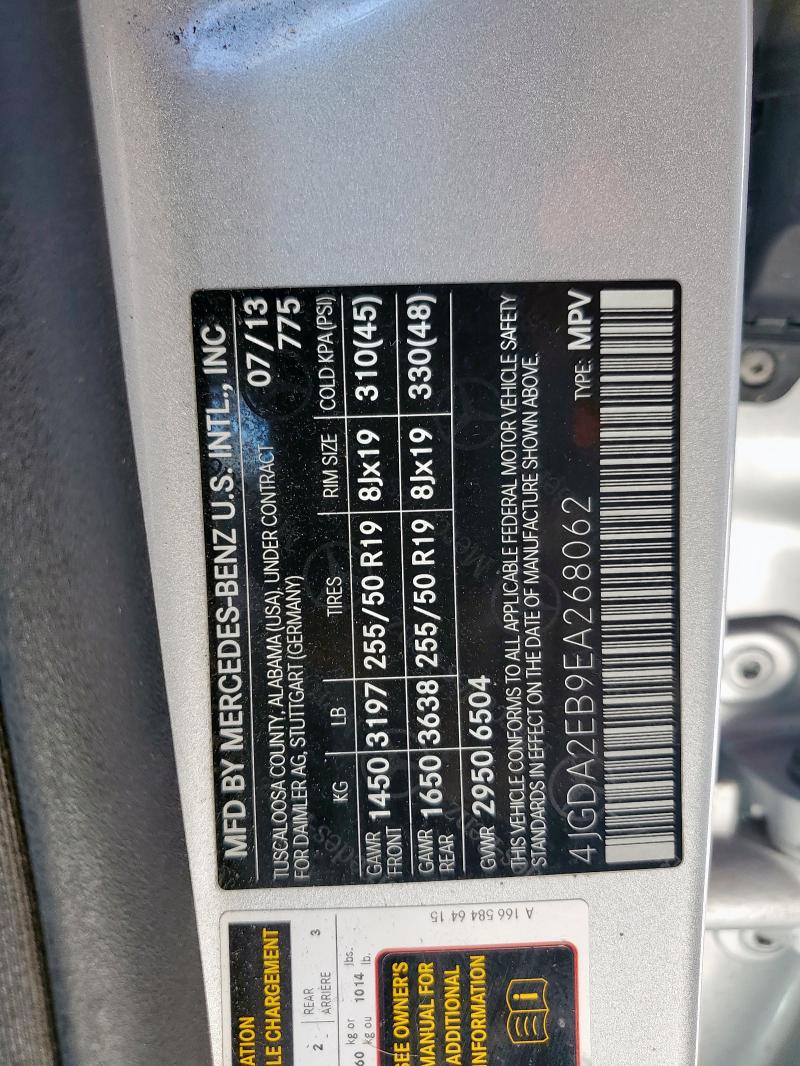 MFD BY MERCEDES-BENZ U.S. INTL., INC
TUSCALOOSA COUNTY, ALABAMA (USA), UNDER CONTRACT 07/13
FOR DAIMLER AG, STUTTGART (GERMANY) 775
KG LB TIRES RIM SIZE COLD KPA (PSI)
GAWR FRONT 1450 3197 255/50 R19 8Jx19 310(45)
GAWR REAR 1650 3638 255/50 R19 8Jx19 330(48)
GVWR 2950 6504
THIS VEHICLE CONFORMS TO ALL APPLICABLE FEDERAL MOTOR VEHICLE SAFETY
STANDARDS IN EFFECT ON THE DATE OF MANUFACTURE SHOWN ABOVE.
4JGDA2EB9EA268062 TYPE: MPV
ATION
LE CHARGEMENT
2 REAR 3
ARRIÈRE
60 kg or 1014 lbs.
kg ou lb.
SEE OWNER'S
MANUAL FOR
ADDITIONAL
INFORMATION
A 166 584 64 15